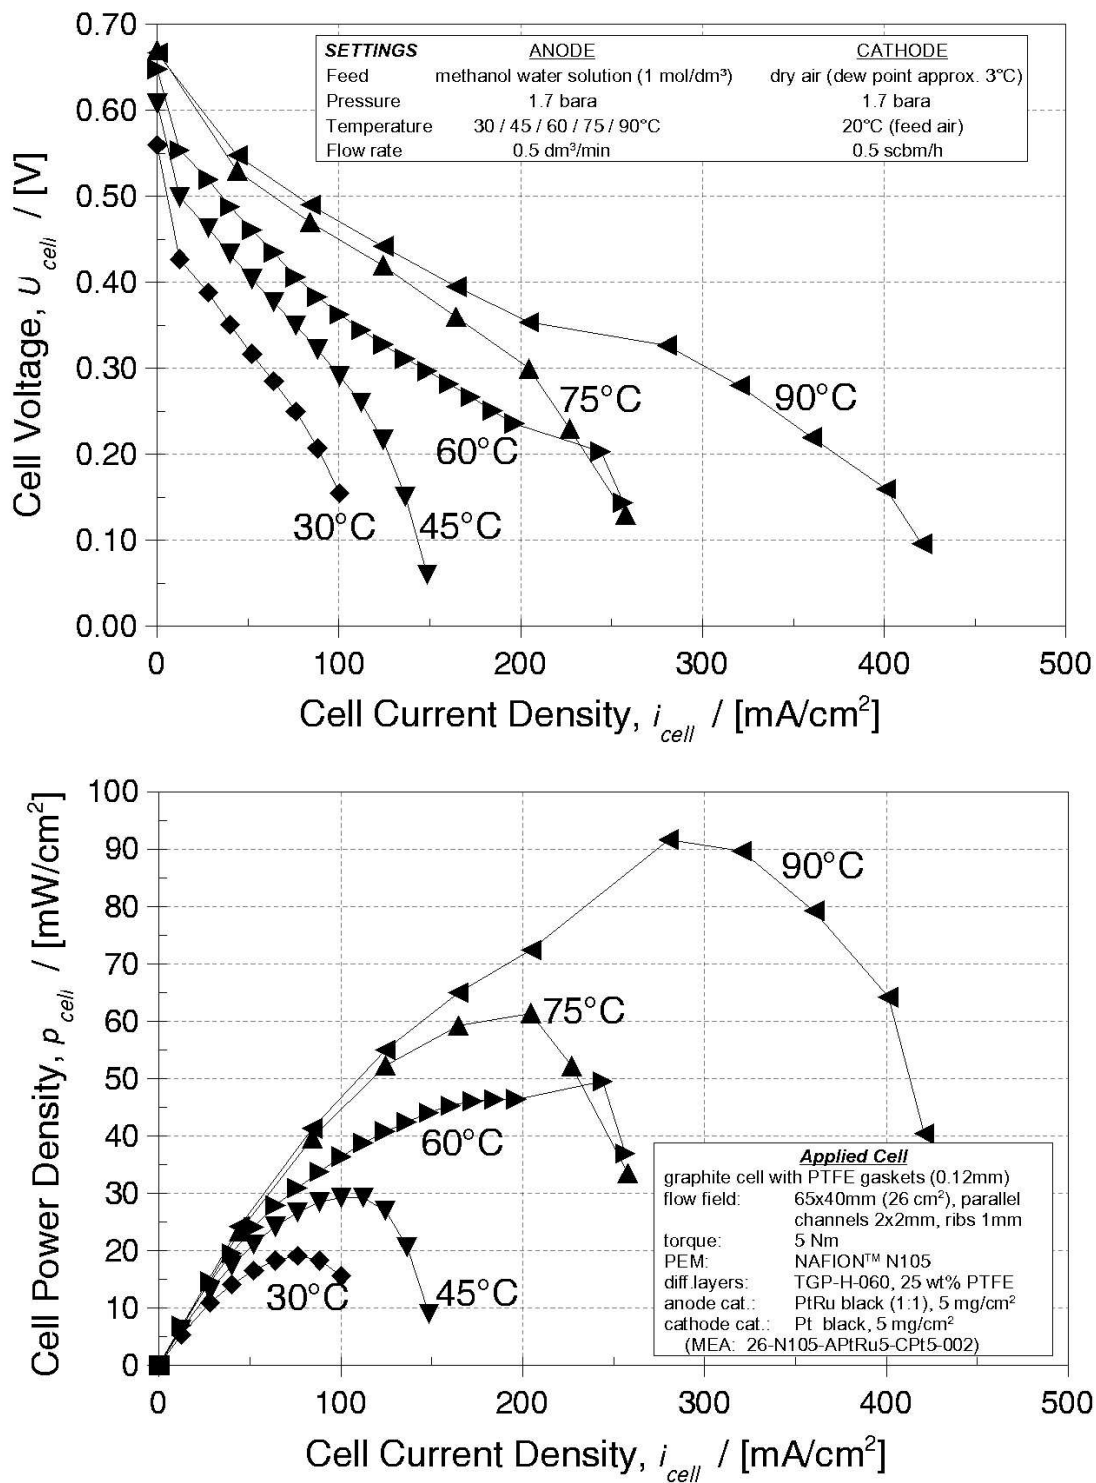 0.70
0.60
0.50
0.40
0.30
0.20
0.10
0.00
Cell Voltage, U cell / [V]
SETTINGS ANODE CATHODE
Feed methanol water solution (1 mol/dm³) dry air (dew point approx. 3°C)
Pressure 1.7 bara 1.7 bara
Temperature 30 / 45 / 60 / 75 / 90°C 20°C (feed air)
Flow rate 0.5 dm³/min 0.5 scbm/h
75°C
90°C
60°C
30°C
45°C
0 100 200 300 400 500
Cell Current Density, i cell / [mA/cm²]
100
90
80
70
60
50
40
30
20
10
0
Cell Power Density, p cell / [mW/cm²]
90°C
75°C
60°C
30°C
45°C
Applied Cell
graphite cell with PTFE gaskets (0.12mm)
flow field: 65x40mm (26 cm²), parallel
channels 2x2mm, ribs 1mm
torque: 5 Nm
PEM: NAFION™ N105
diff.layers: TGP-H-060, 25 wt% PTFE
anode cat.: PtRu black (1:1), 5 mg/cm²
cathode cat.: Pt black, 5 mg/cm²
(MEA: 26-N105-APtRu5-CPt5-002)
0 100 200 300 400 500
Cell Current Density, i cell / [mA/cm²]